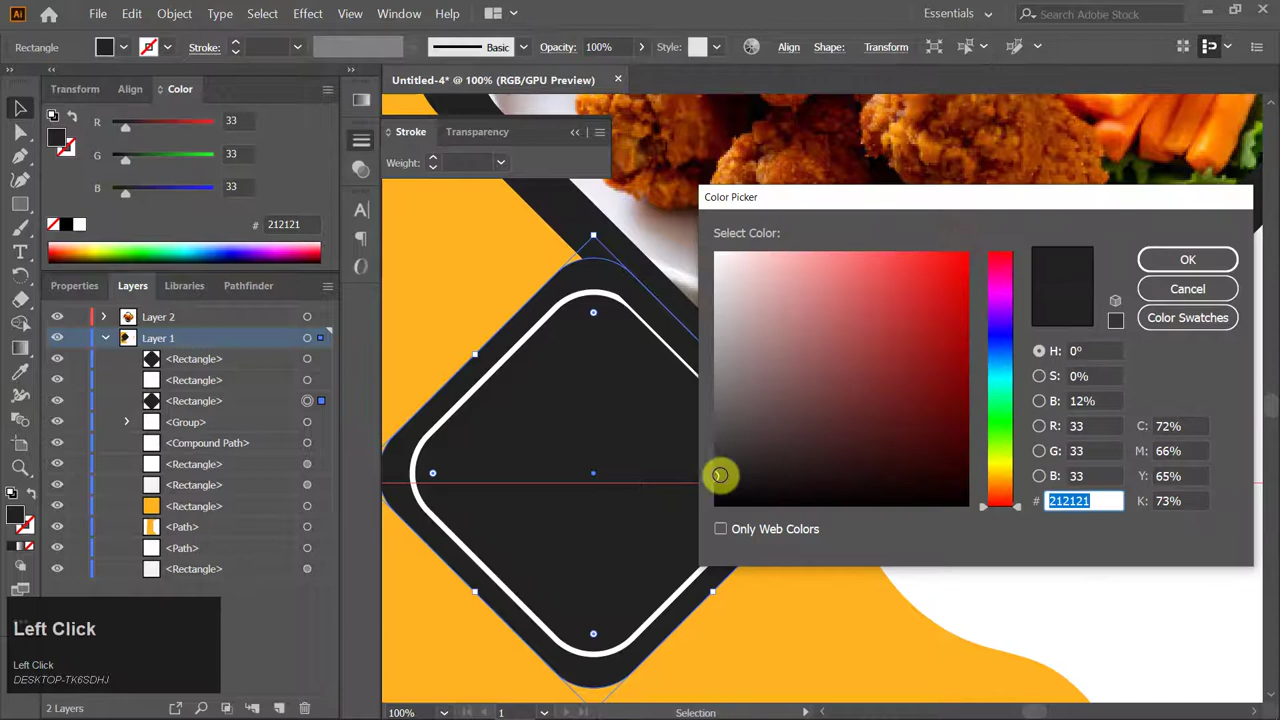 Ai File Edit Object Type Select Effect View Window Help Essentials Search Adobe Stock
Rectangle Stroke: Basic Opacity: 100% Style: Align Shape: Transform
Transform Align Color
Untitled-4* @ 100% (RGB/GPU Preview)
R 33
G 33
B 33
# 212121
Stroke Transparency
Weight:
Properties Layers Libraries Pathfinder
Layer 2
Layer 1
<Rectangle>
<Rectangle>
<Rectangle>
<Group>
<Compound Path>
<Rectangle>
<Rectangle>
<Rectangle>
<Path>
<Path>
<Rectangle>
2 Layers
Color Picker
Select Color:
OK
Cancel
Color Swatches
H: 0°
S: 0%
B: 12%
R: 33 C: 72%
G: 33 M: 66%
B: 33 Y: 65%
# 212121 K: 73%
Only Web Colors
Left Click
Left Click
DESKTOP-TK6SDHJ
100% 1 Selection